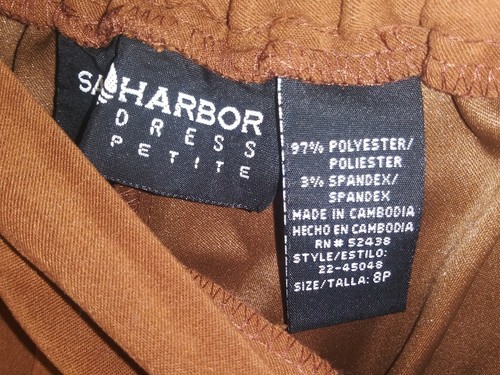 SAG HARBOR
DRESS
PETITE
97% POLYESTER/
POLIESTER
3% SPANDEX/
SPANDEX
MADE IN CAMBODIA
HECHO EN CAMBODIA
RN# 52438
STYLE/ESTILO:
22-45048
SIZE/TALLA: 8P